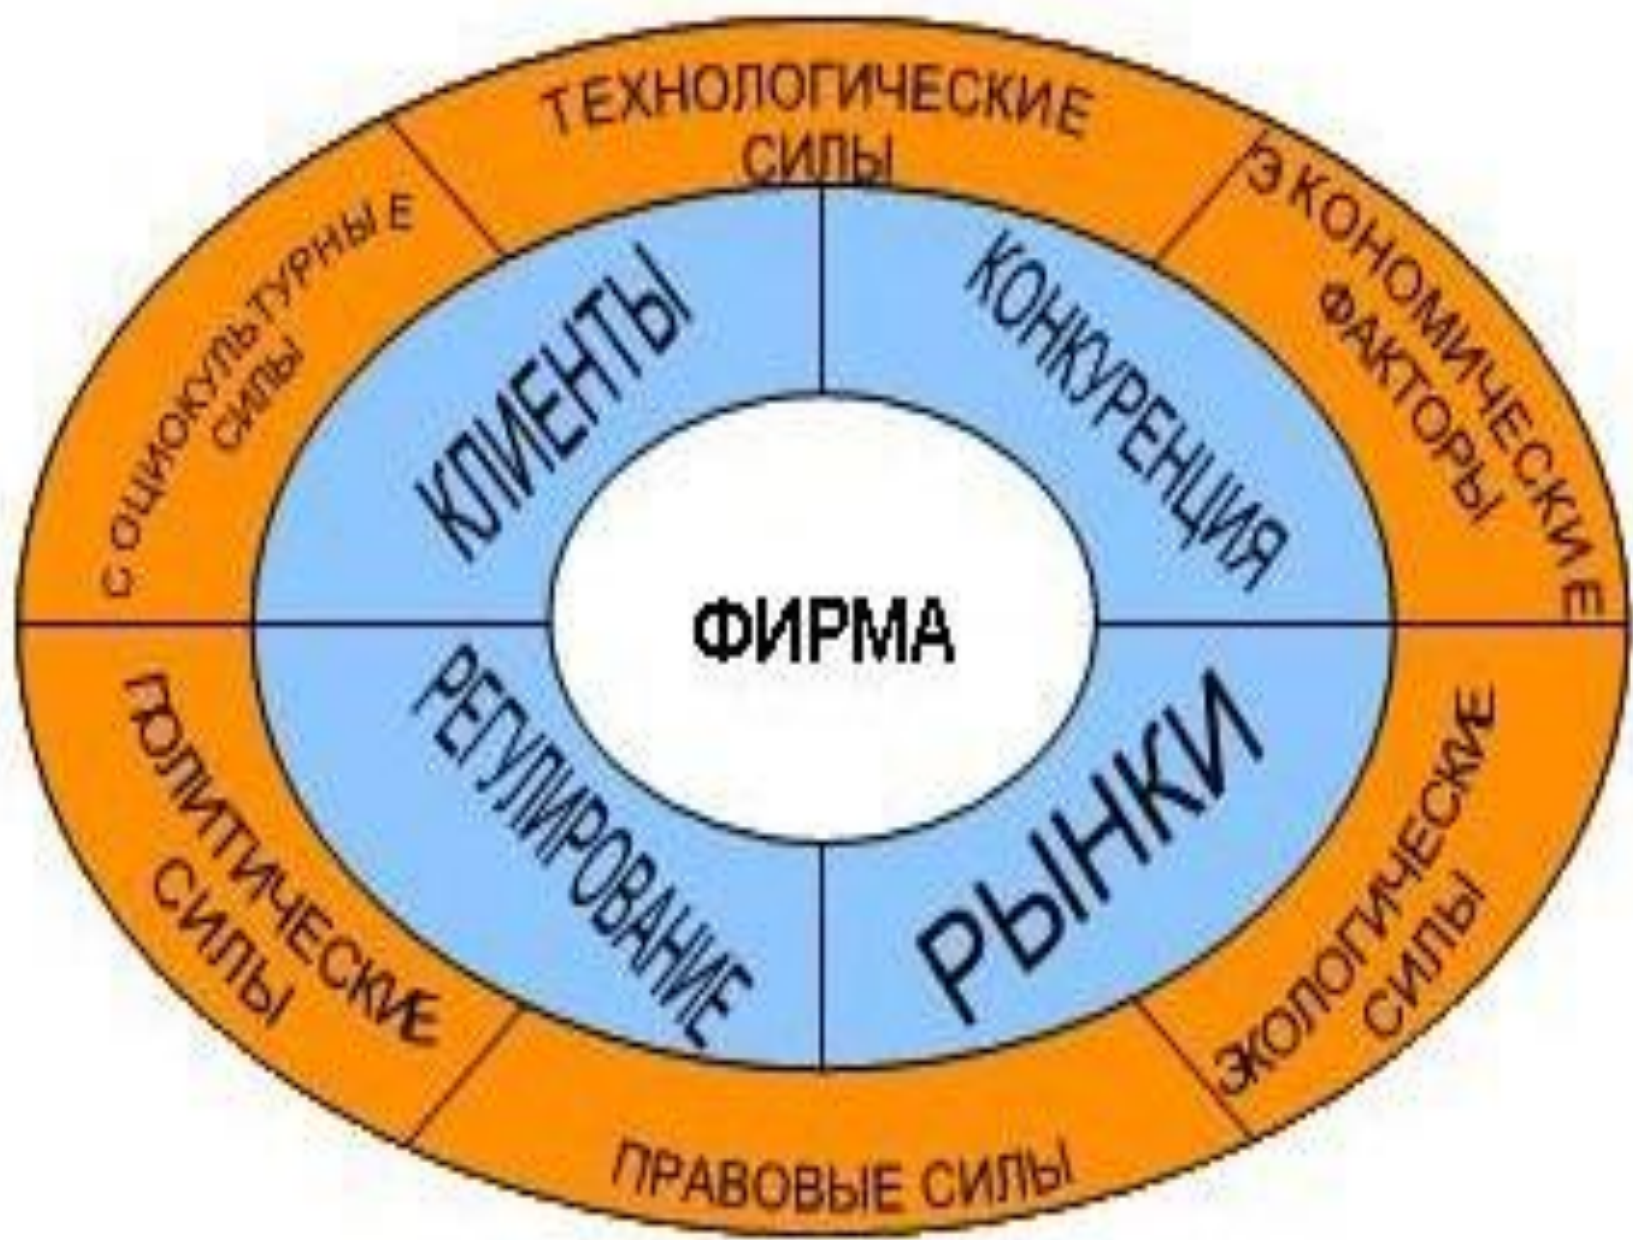 ТЕХНОЛОГИЧЕСКИЕ
СИЛЫ
ЭКОНОМИЧЕСКИЕ
ФАКТОРЫ
СОЦИОКУЛЬТУРНЫЕ
СИЛЫ
КЛИЕНТЫ
КОНКУРЕНЦИЯ
ФИРМА
РЕГУЛИРОВАНИЕ
РЫНКИ
ПОЛИТИЧЕСКИЕ
СИЛЫ
ЭКОЛОГИЧЕСКИЕ
СИЛЫ
ПРАВОВЫЕ СИЛЫ